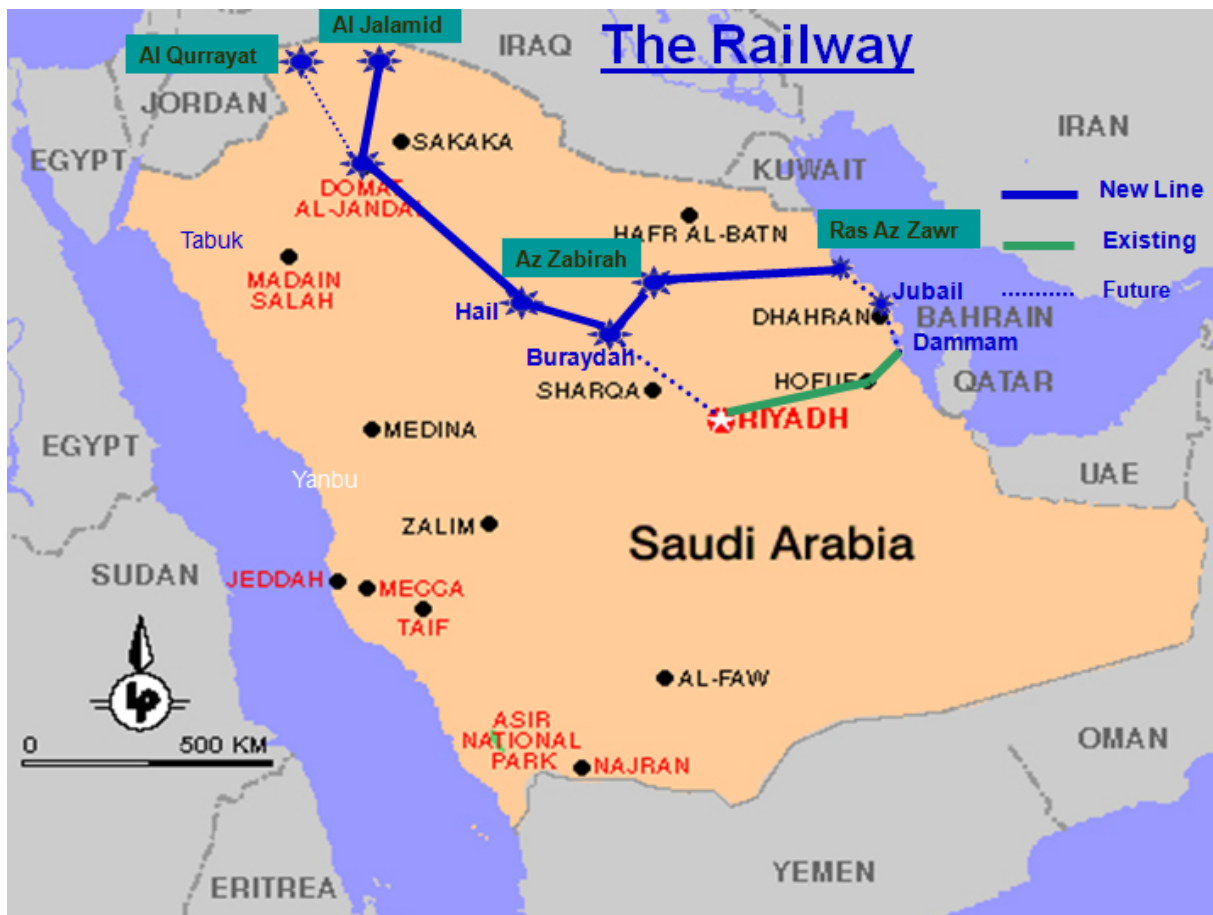 The Railway
Al Jalamid
Al Qurrayat
IRAQ
JORDAN
IRAN
SAKAKA
EGYPT
KUWAIT
New Line
DOMAT
AL-JANDAL
Ras Az Zawr
HAFR AL-BATN
Existing
Tabuk
Az Zabirah
MADAIN
SALAH
Jubail
Future
Hail
DHAHRAN
BAHRAIN
Buraydah
Dammam
SHARQA
HOFUF
QATAR
RIYADH
MEDINA
EGYPT
UAE
Yanbu
ZALIM
Saudi Arabia
SUDAN
JEDDAH
MECCA
TAIF
AL-FAW
LP
ASIR
NATIONAL
PARK
0 500 KM
NAJRAN
OMAN
YEMEN
ERITREA